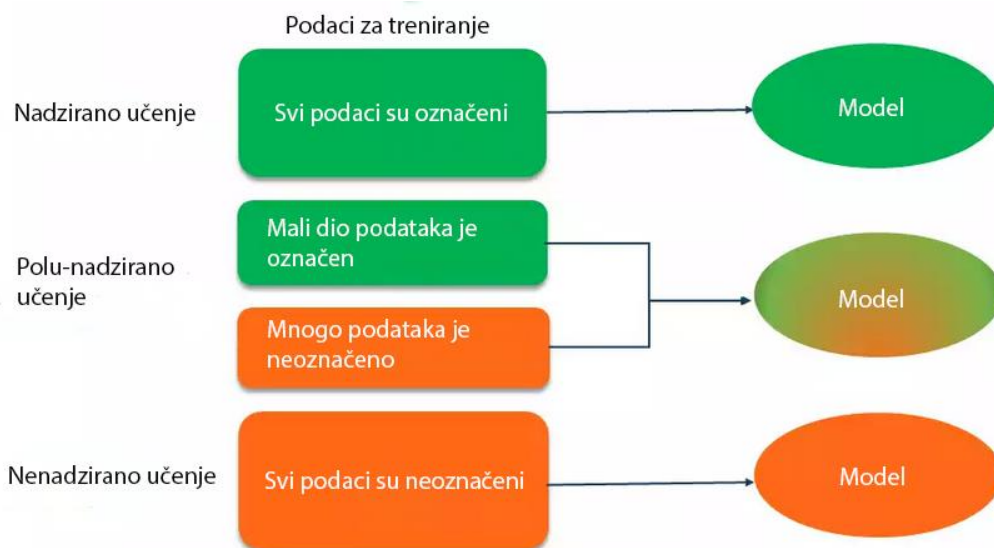 Podaci za treniranje
Nadzirano učenje
Svi podaci su označeni
Model
Polu-nadzirano
učenje
Mali dio podataka je
označen
Mnogo podataka je
neoznačeno
Model
Nenadzirano učenje
Svi podaci su neoznačeni
Model